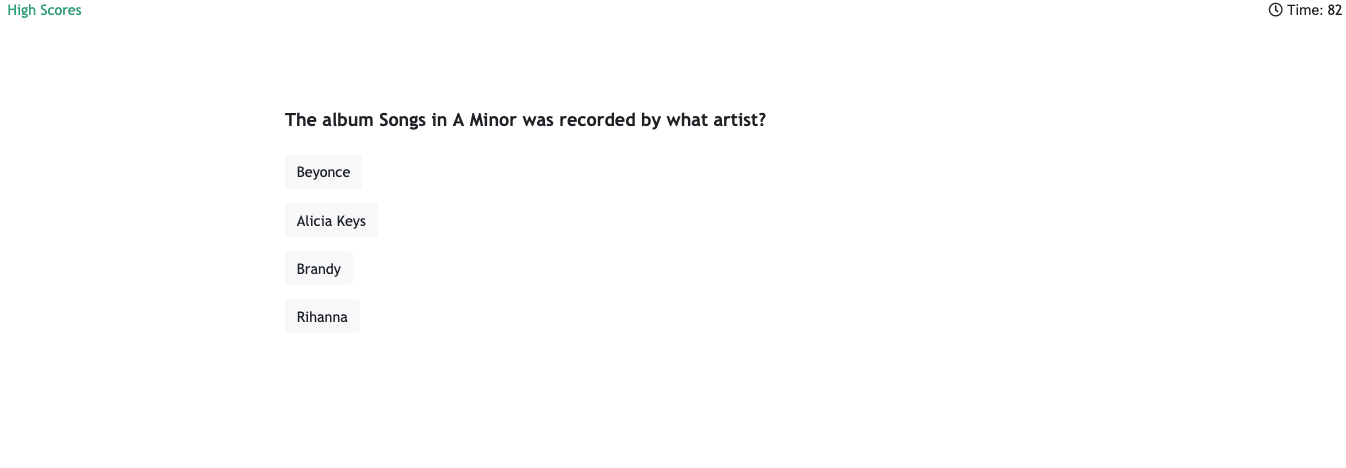 High Scores
Time: 82
The album Songs in A Minor was recorded by what artist?
Beyonce
Alicia Keys
Brandy
Rihanna